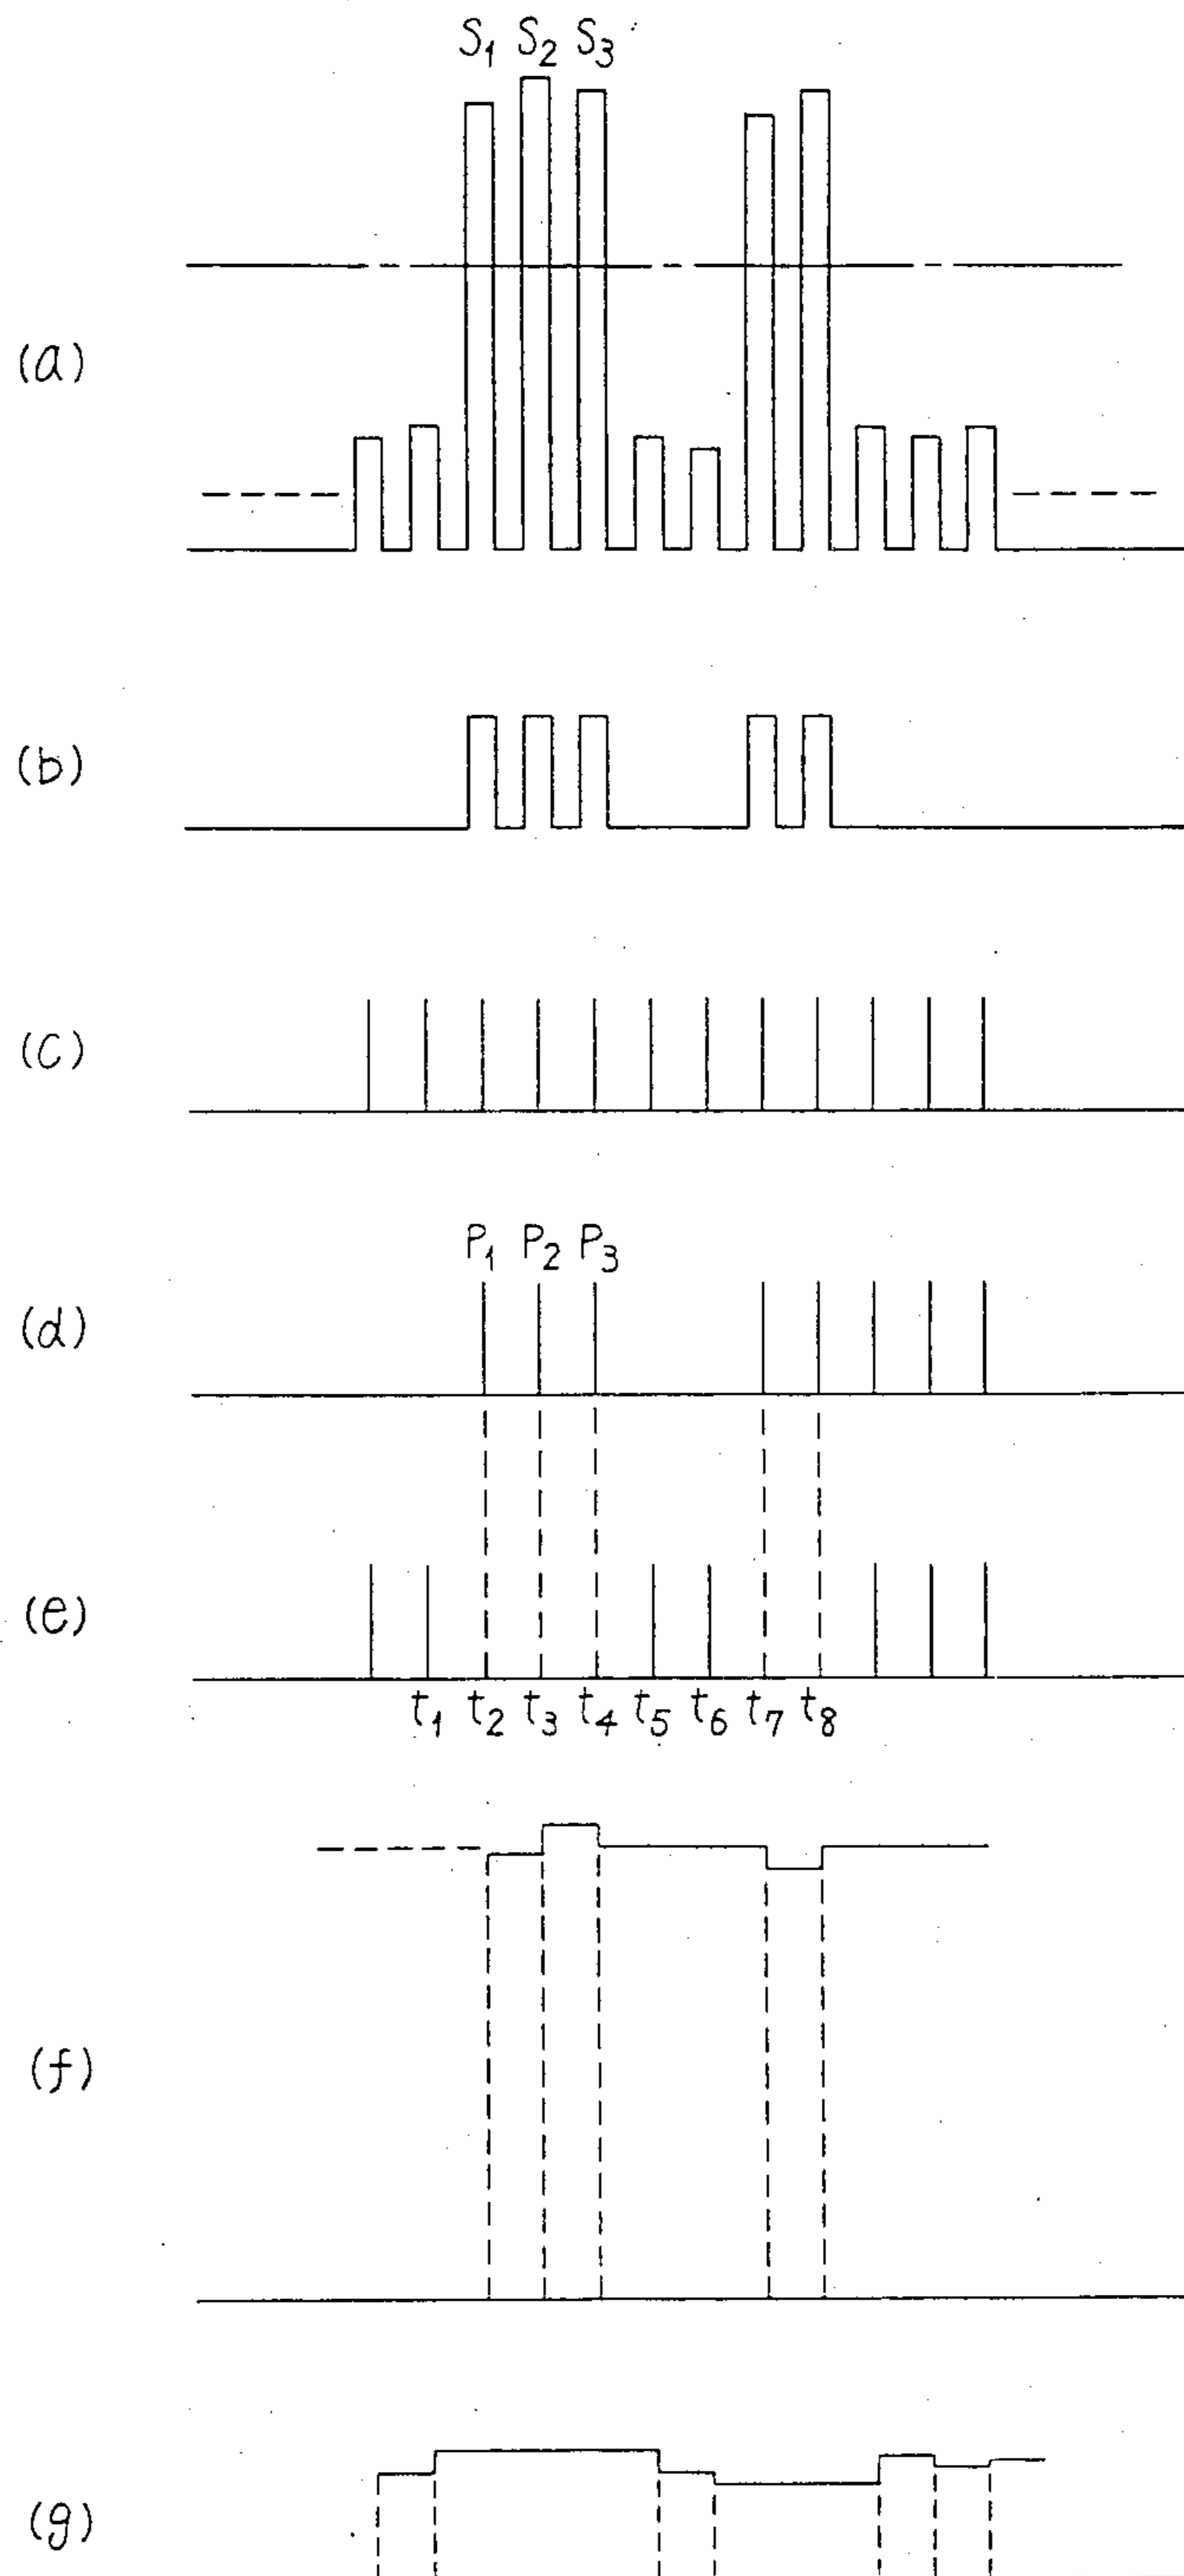 S1 S2 S3
(a)
(b)
(c)
P1 P2 P3
(d)
(e)
t1 t2 t3 t4 t5 t6 t7 t8
(f)
(g)